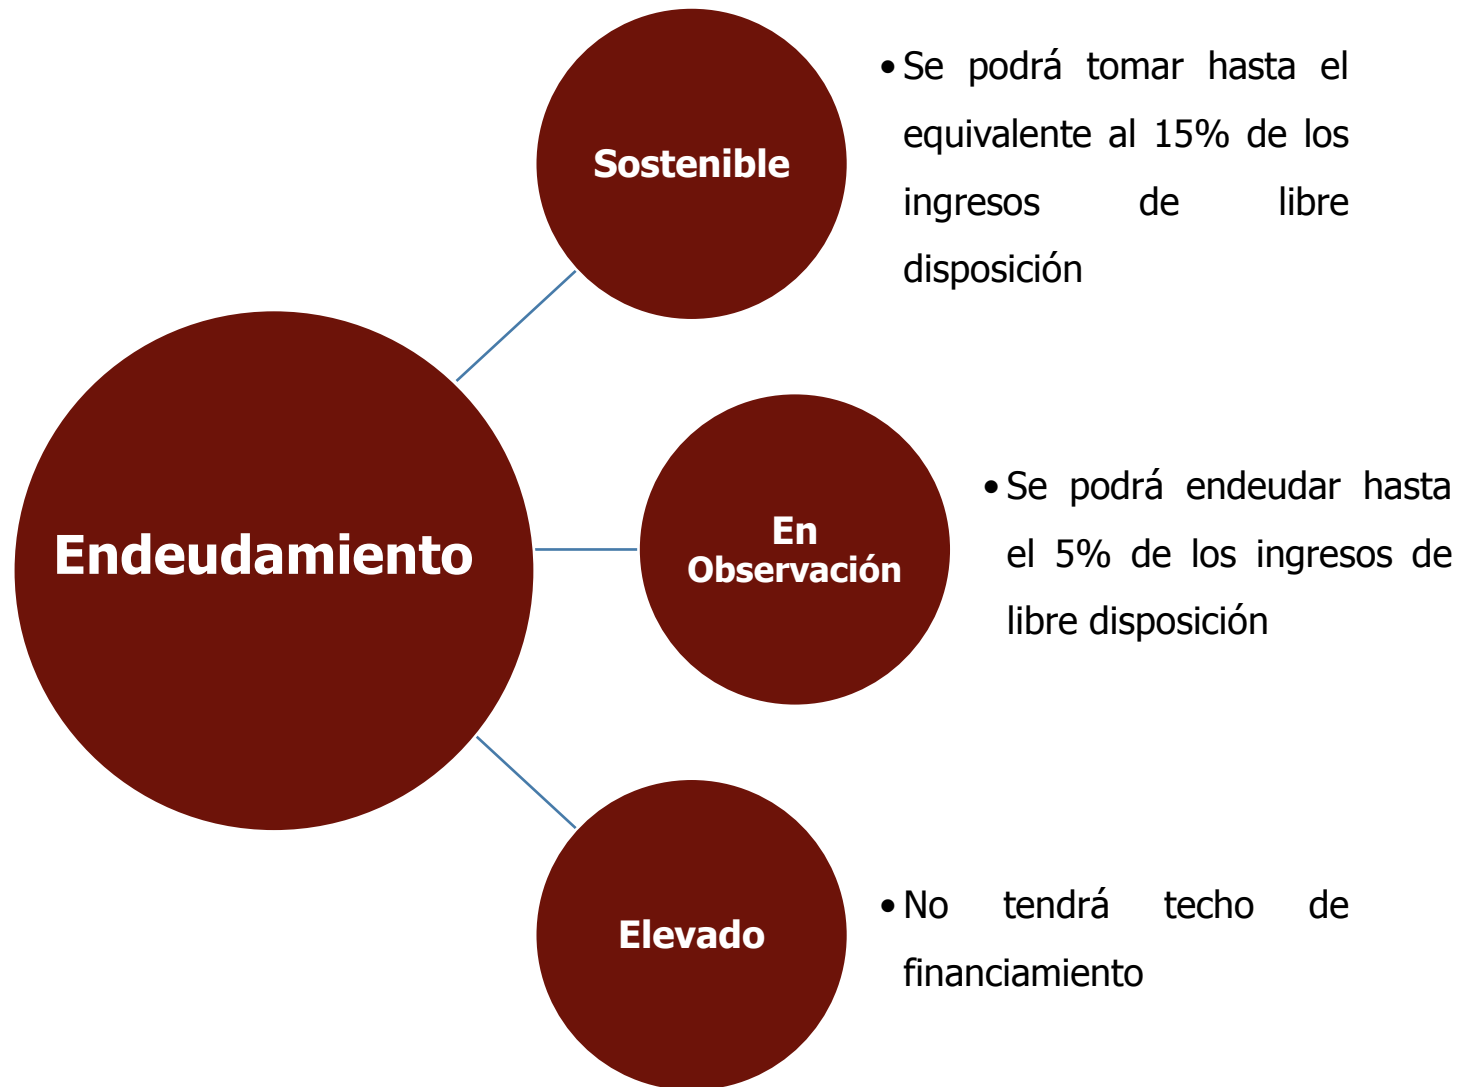 Sostenible
• Se podrá tomar hasta el
equivalente al 15% de los
ingresos de libre
disposición
Endeudamiento
En
Observación
• Se podrá endeudar hasta
el 5% de los ingresos de
libre disposición
Elevado
• No tendrá techo de
financiamiento